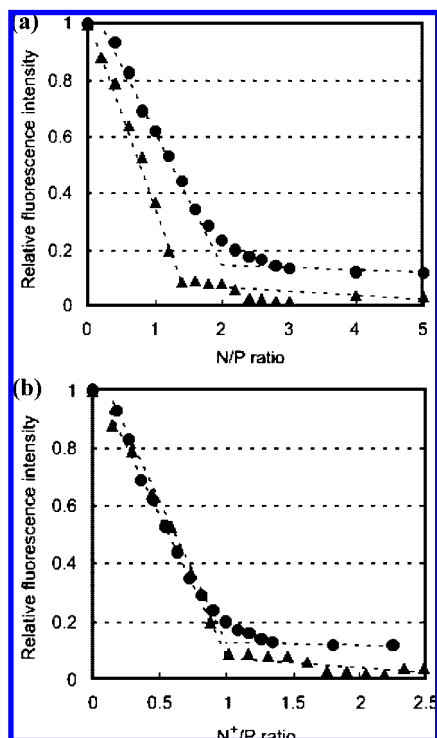 (a)
1
0.8
0.6
0.4
0.2
0
Relative fluorescence intensity
0 1 2 3 4 5
N/P ratio
(b)
1
0.8
0.6
0.4
0.2
0
Relative fluorescence intensity
0 0.5 1 1.5 2 2.5
N⁺/P ratio